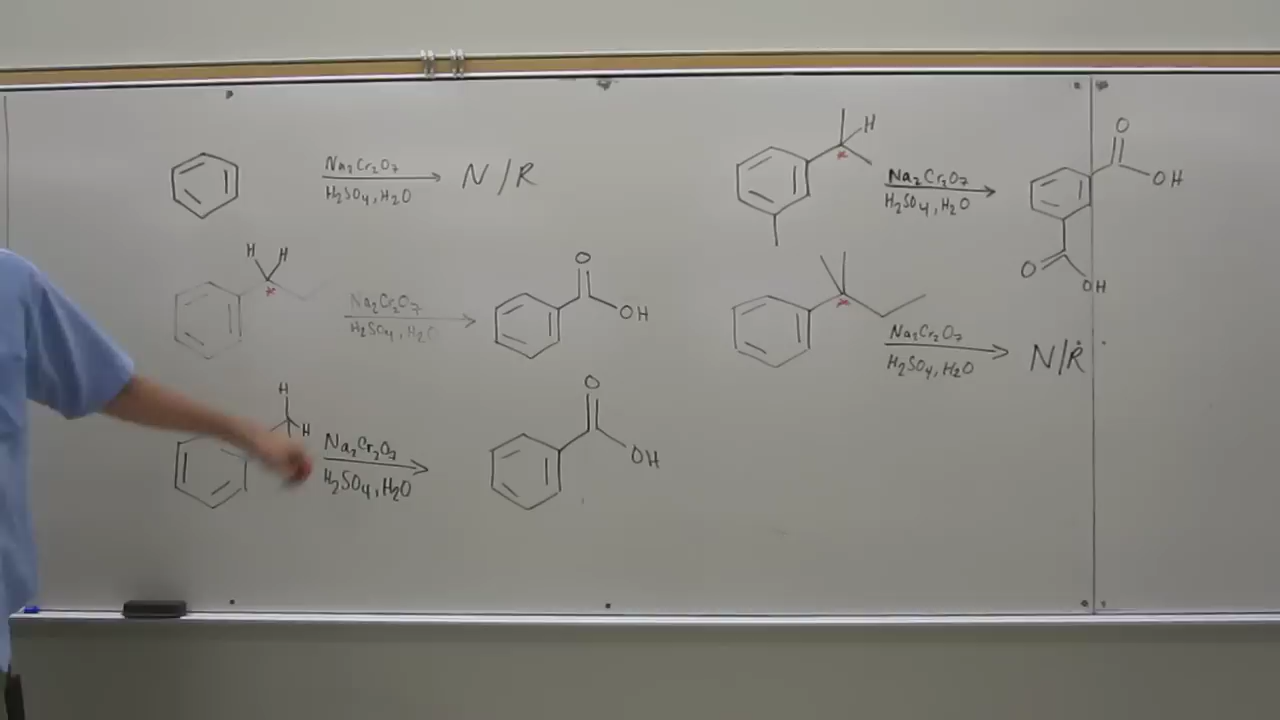 Na₂Cr₂O₇
H₂SO₄, H₂O
N/R
H H
*
Na₂Cr₂O₇
H₂SO₄, H₂O
O
OH
H
H
Na₂Cr₂O₇
H₂SO₄, H₂O
O
OH
H
*
Na₂Cr₂O₇
H₂SO₄, H₂O
O
OH
O
OH
*
Na₂Cr₂O₇
H₂SO₄, H₂O
N/R